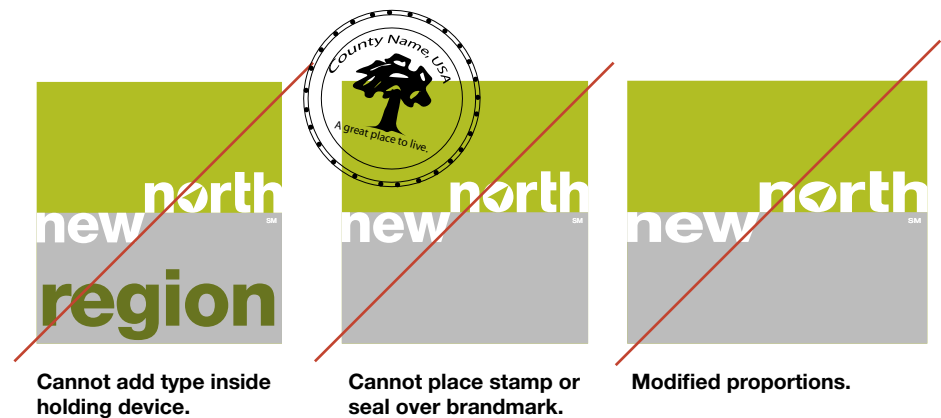 north
new
SM
region
Cannot add type inside
holding device.
County Name, USA
A great place to live.
north
new
SM
Cannot place stamp or
seal over brandmark.
north
new
SM
Modified proportions.